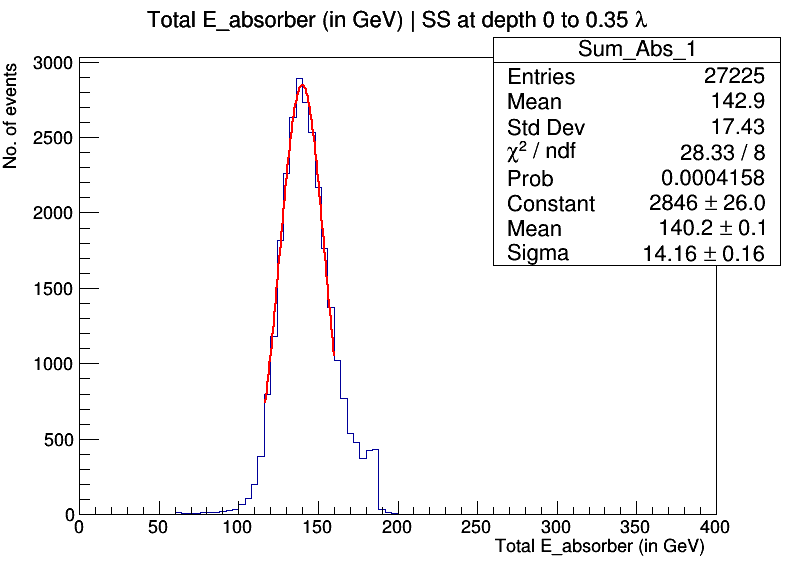 Total E_absorber (in GeV) | SS at depth 0 to 0.35 λ
Sum_Abs_1
Entries 27225
Mean 142.9
Std Dev 17.43
χ² / ndf 28.33 / 8
Prob 0.0004158
Constant 2846 ± 26.0
Mean 140.2 ± 0.1
Sigma 14.16 ± 0.16
No. of events
3000
2500
2000
1500
1000
500
0
0 50 100 150 200 250 300 350 400
Total E_absorber (in GeV)